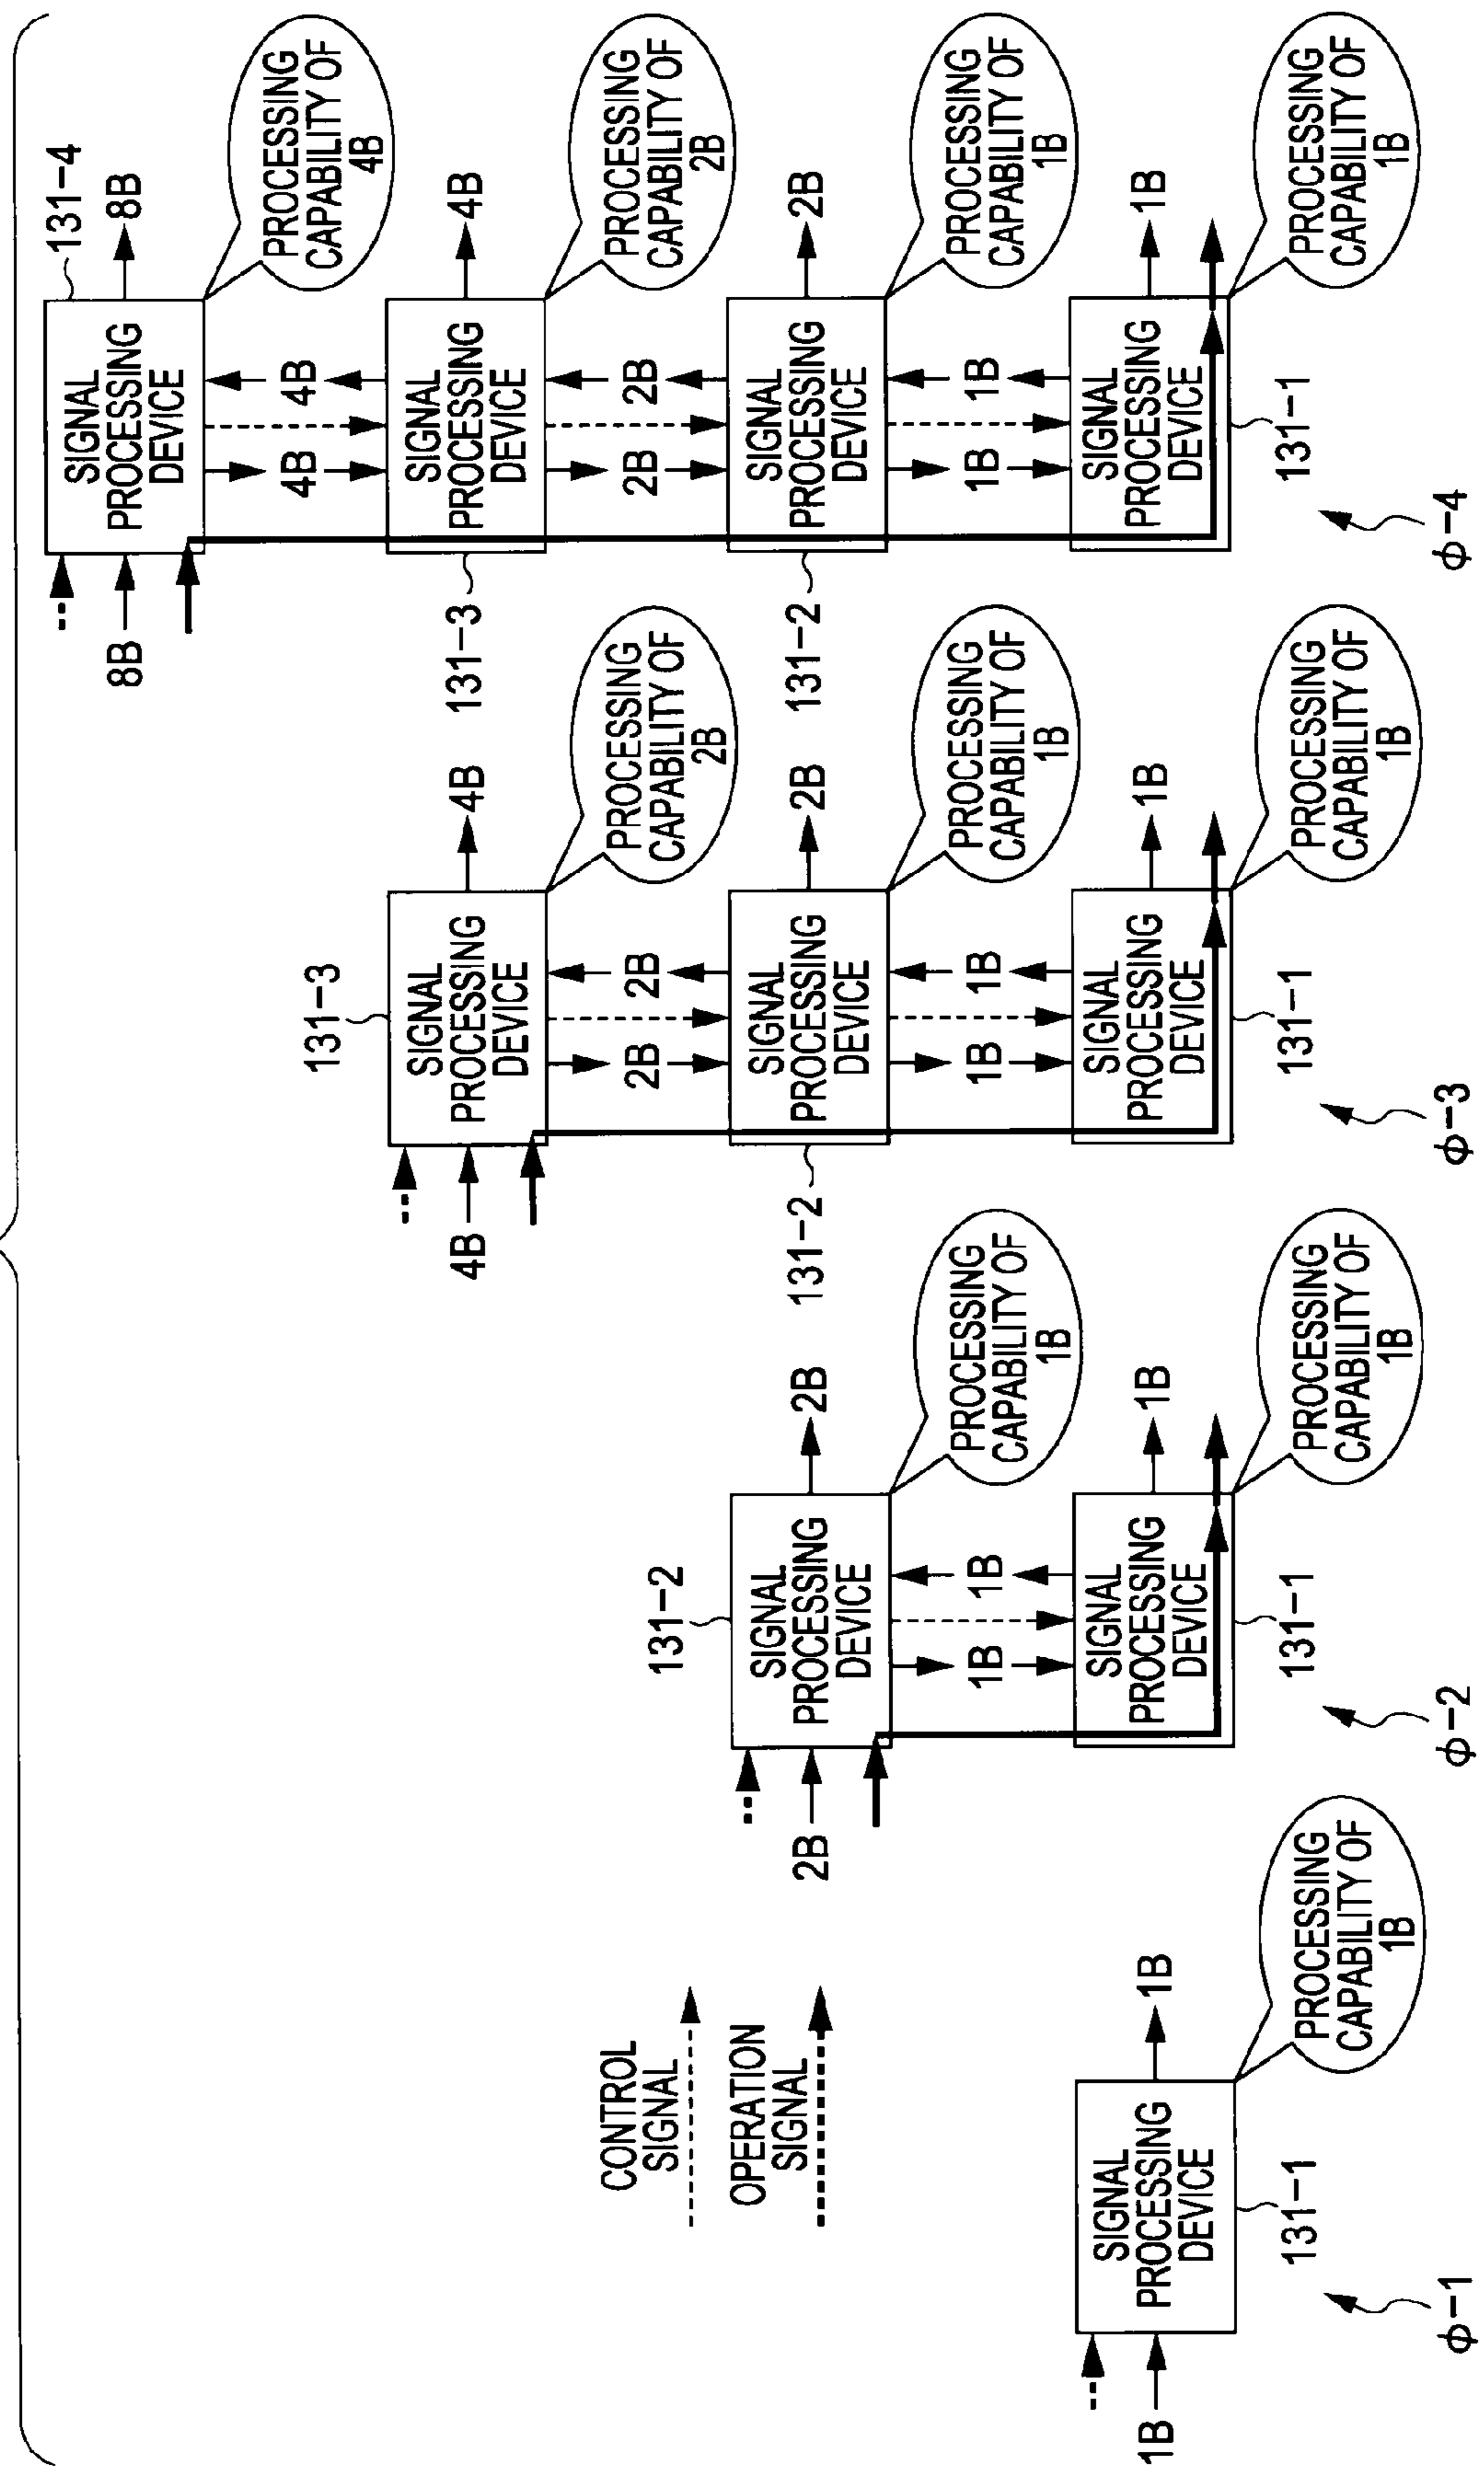 131-4
SIGNAL
PROCESSING
DEVICE
8B
8B
PROCESSING
CAPABILITY OF
4B
4B
4B
SIGNAL
PROCESSING
DEVICE
131-3
4B
PROCESSING
CAPABILITY OF
2B
2B
2B
SIGNAL
PROCESSING
DEVICE
131-2
2B
PROCESSING
CAPABILITY OF
1B
1B
1B
SIGNAL
PROCESSING
DEVICE
131-1
1B
PROCESSING
CAPABILITY OF
1B
φ-4
131-3
SIGNAL
PROCESSING
DEVICE
4B
4B
PROCESSING
CAPABILITY OF
2B
2B
2B
SIGNAL
PROCESSING
DEVICE
131-2
2B
PROCESSING
CAPABILITY OF
1B
1B
1B
SIGNAL
PROCESSING
DEVICE
131-1
1B
PROCESSING
CAPABILITY OF
1B
φ-3
131-2
SIGNAL
PROCESSING
DEVICE
2B
2B
PROCESSING
CAPABILITY OF
1B
1B
1B
SIGNAL
PROCESSING
DEVICE
131-1
1B
PROCESSING
CAPABILITY OF
1B
φ-2
CONTROL
SIGNAL
OPERATION
SIGNAL
SIGNAL
PROCESSING
DEVICE
131-1
1B
1B
PROCESSING
CAPABILITY OF
1B
φ-1